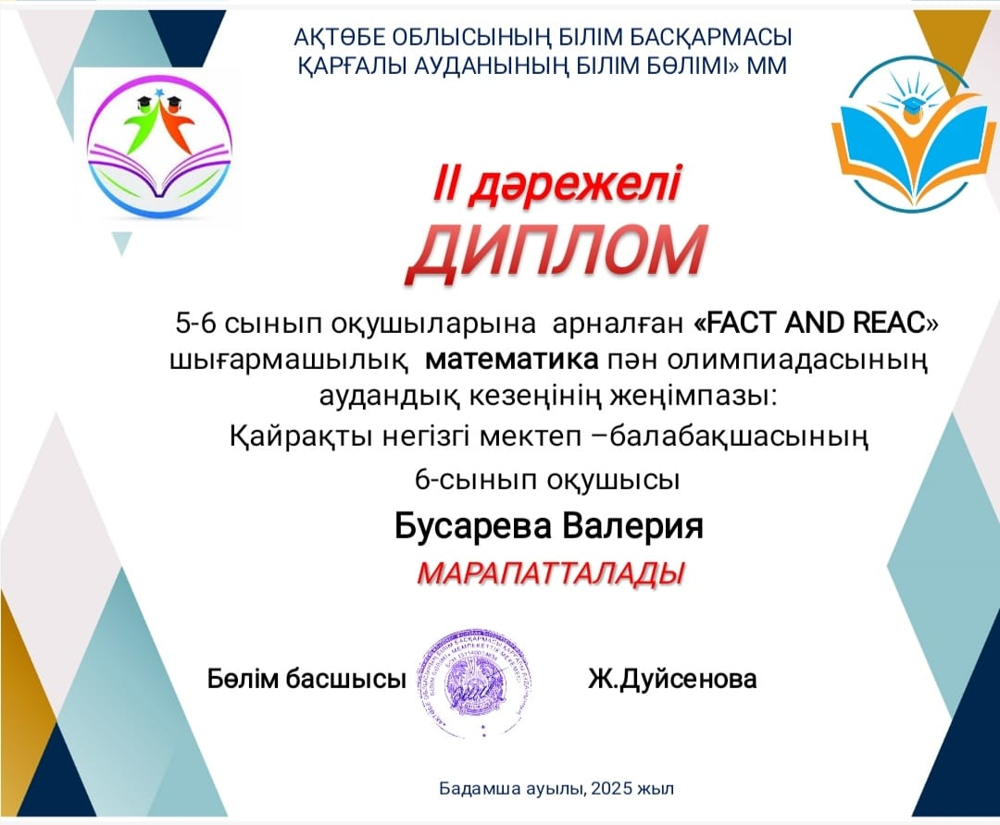 АҚТӨБЕ ОБЛЫСЫНЫҢ БІЛІМ БАСҚАРМАСЫ
ҚАРҒАЛЫ АУДАНЫНЫҢ БІЛІМ БӨЛІМІ» ММ
ІІ дәрежелі
ДИПЛОМ
5-6 сынып оқушыларына арналған «FACT AND REAC»
шығармашылық математика пән олимпиадасының
аудандық кезеңінің жеңімпазы:
Қайрақты негізгі мектеп –балабақшасының
6-сынып оқушысы
Бусарева Валерия
МАРАПАТТАЛАДЫ
Бөлім басшысы Ж.Дуйсенова
Бадамша ауылы, 2025 жыл